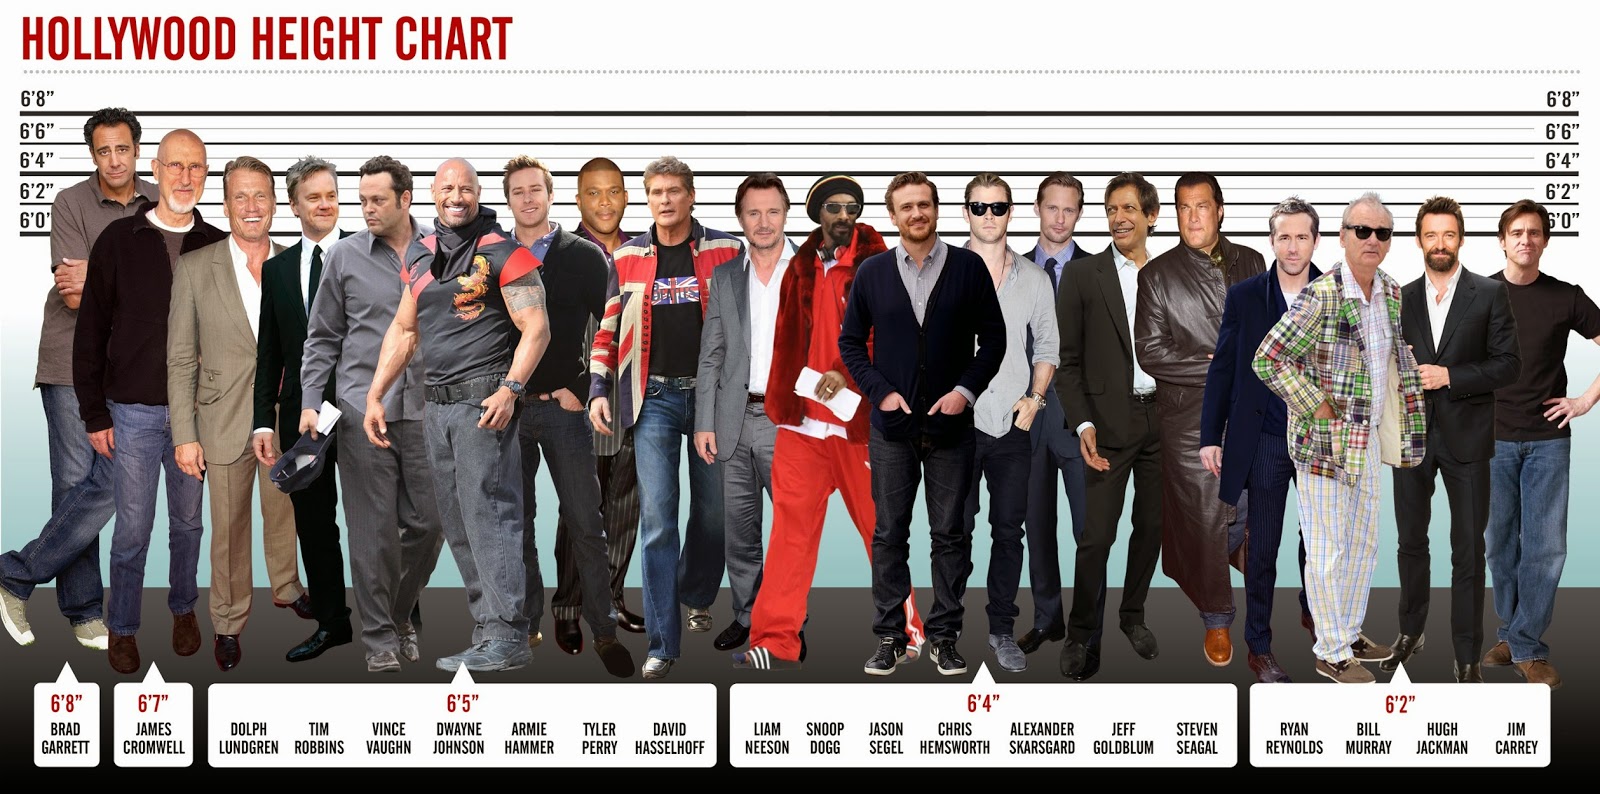 HOLLYWOOD HEIGHT CHART
6'8” 6'8”
6'6” 6'6”
6'4” 6'4”
6'2” 6'2”
6'0” 6'0”
6'8”
BRAD
GARRETT
6'7”
JAMES
CROMWELL
6'5”
DOLPH
LUNDGREN
TIM
ROBBINS
VINCE
VAUGHN
DWAYNE
JOHNSON
ARMIE
HAMMER
TYLER
PERRY
DAVID
HASSELHOFF
6'4”
LIAM
NEESON
SNOOP
DOGG
JASON
SEGEL
CHRIS
HEMSWORTH
ALEXANDER
SKARSGARD
JEFF
GOLDBLUM
STEVEN
SEAGAL
6'2”
RYAN
REYNOLDS
BILL
MURRAY
HUGH
JACKMAN
JIM
CARREY